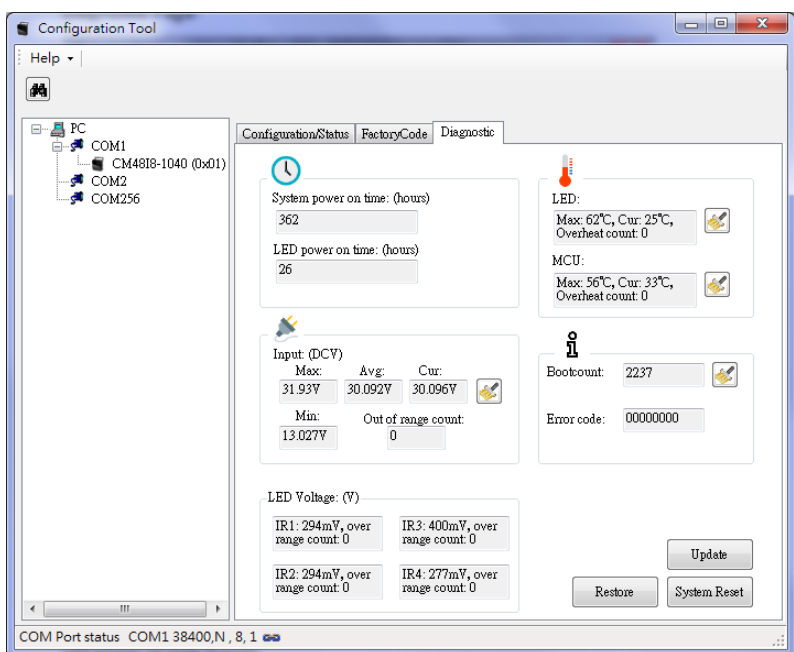 Configuration Tool
Help
PC
COM1
CM48I8-1040 (0x01)
COM2
COM256
Configuration/Status
FactoryCode
Diagnostic
System power on time: (hours)
362
LED power on time: (hours)
26
LED:
Max: 62℃, Cur: 25℃,
Overheat count: 0
MCU:
Max: 56℃, Cur: 33℃,
Overheat count: 0
Input: (DCV)
Max: Avg: Cur:
31.93V 30.092V 30.096V
Min: Out of range count:
13.027V 0
Bootcount: 2237
Error code: 00000000
LED Voltage: (V)
IR1: 294mV, over
range count: 0
IR3: 400mV, over
range count: 0
IR2: 294mV, over
range count: 0
IR4: 277mV, over
range count: 0
Update
Restore
System Reset
COM Port status COM1 38400,N , 8, 1